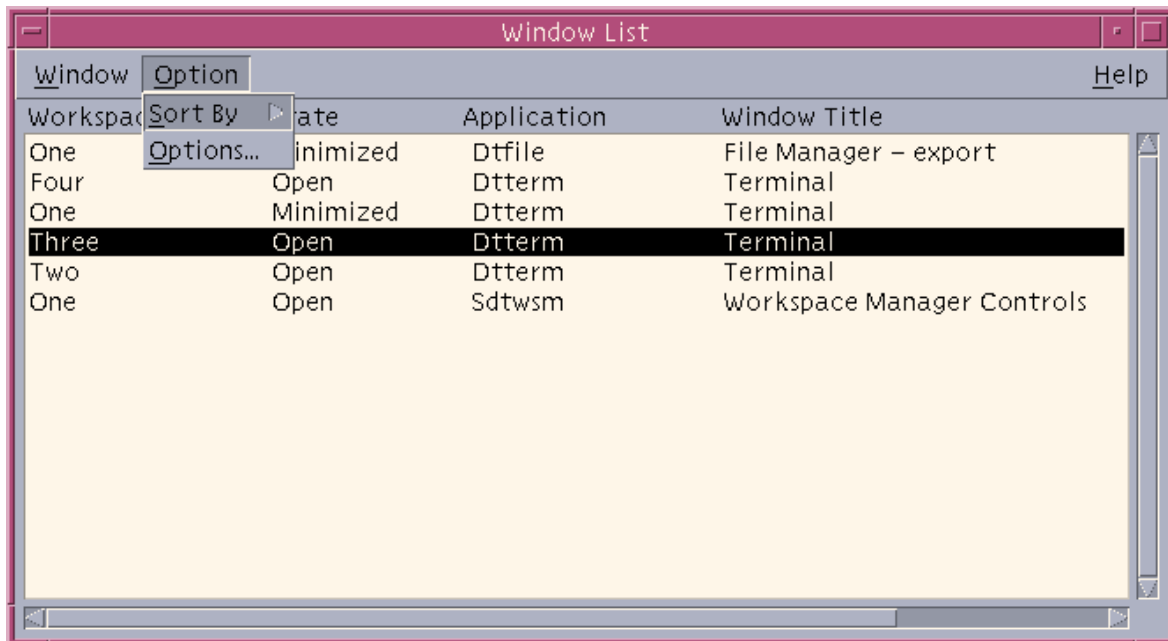 Window List
Window Option Help
Sort By
Options...
Workspac ate Application Window Title
One inimized Dtfile File Manager – export
Four Open Dtterm Terminal
One Minimized Dtterm Terminal
Three Open Dtterm Terminal
Two Open Dtterm Terminal
One Open Sdtwsm Workspace Manager Controls